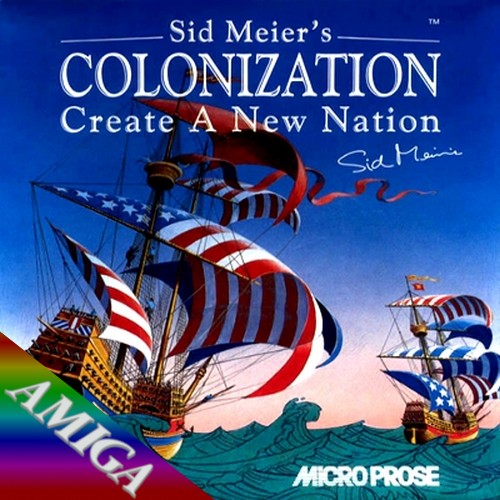 Sid Meier's
™
COLONIZATION
Create A New Nation
Sid Meier
AMIGA
MICROPROSE